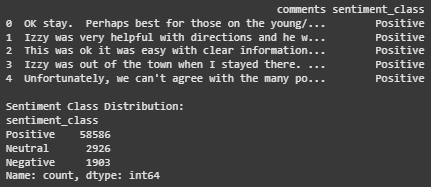 comments sentiment_class
0 OK stay. Perhaps best for those on the young/... Positive
1 Izzy was very helpful with directions and he w... Positive
2 This was ok it was easy with clear information... Positive
3 Izzy was out of the town when I stayed there. ... Positive
4 Unfortunately, we can't agree with the many po... Positive
Sentiment Class Distribution:
sentiment_class
Positive 58586
Neutral 2926
Negative 1903
Name: count, dtype: int64